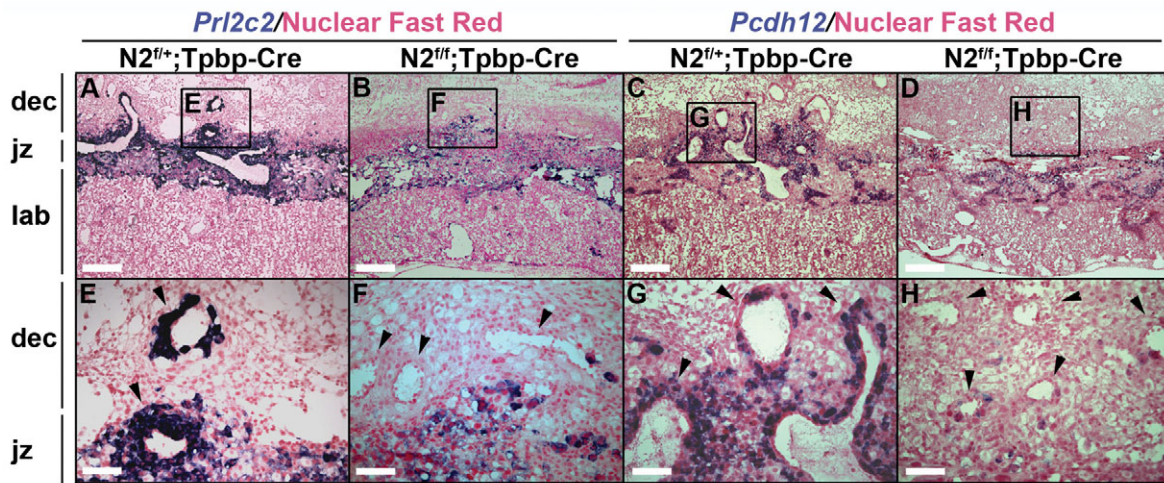 Prl2c2/Nuclear Fast Red Pcdh12/Nuclear Fast Red
N2f/+;Tpbp-Cre N2f/f;Tpbp-Cre N2f/+;Tpbp-Cre N2f/f;Tpbp-Cre
dec A E B F C G D H
jz
lab
E F G H
dec
jz